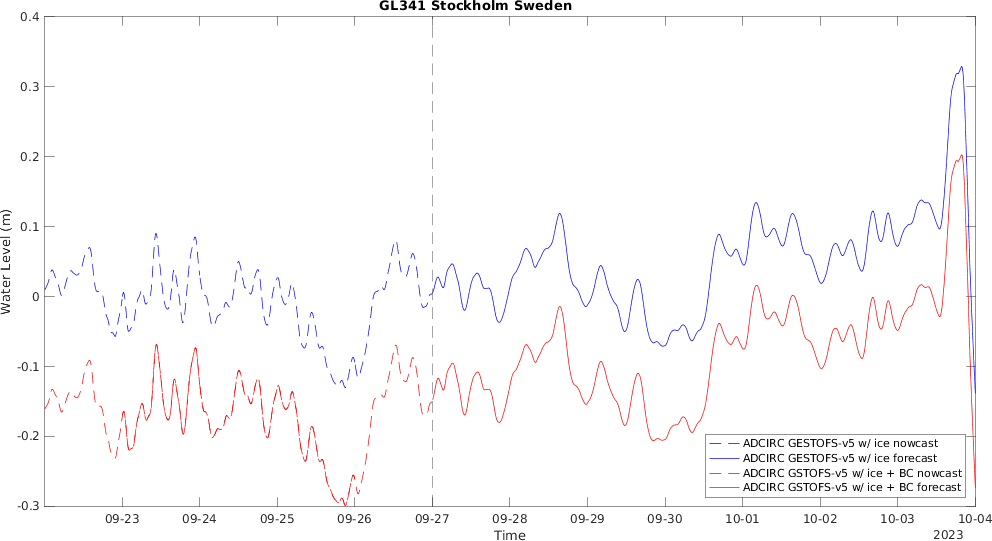 GL341 Stockholm Sweden
0.4
0.3
0.2
0.1
0
-0.1
-0.2
-0.3
Water Level (m)
ADCIRC GESTOFS-v5 w/ ice nowcast
ADCIRC GESTOFS-v5 w/ ice forecast
ADCIRC GSTOFS-v5 w/ ice + BC nowcast
ADCIRC GSTOFS-v5 w/ ice + BC forecast
09-23 09-24 09-25 09-26 09-27 09-28 09-29 09-30 10-01 10-02 10-03 10-04
Time
2023